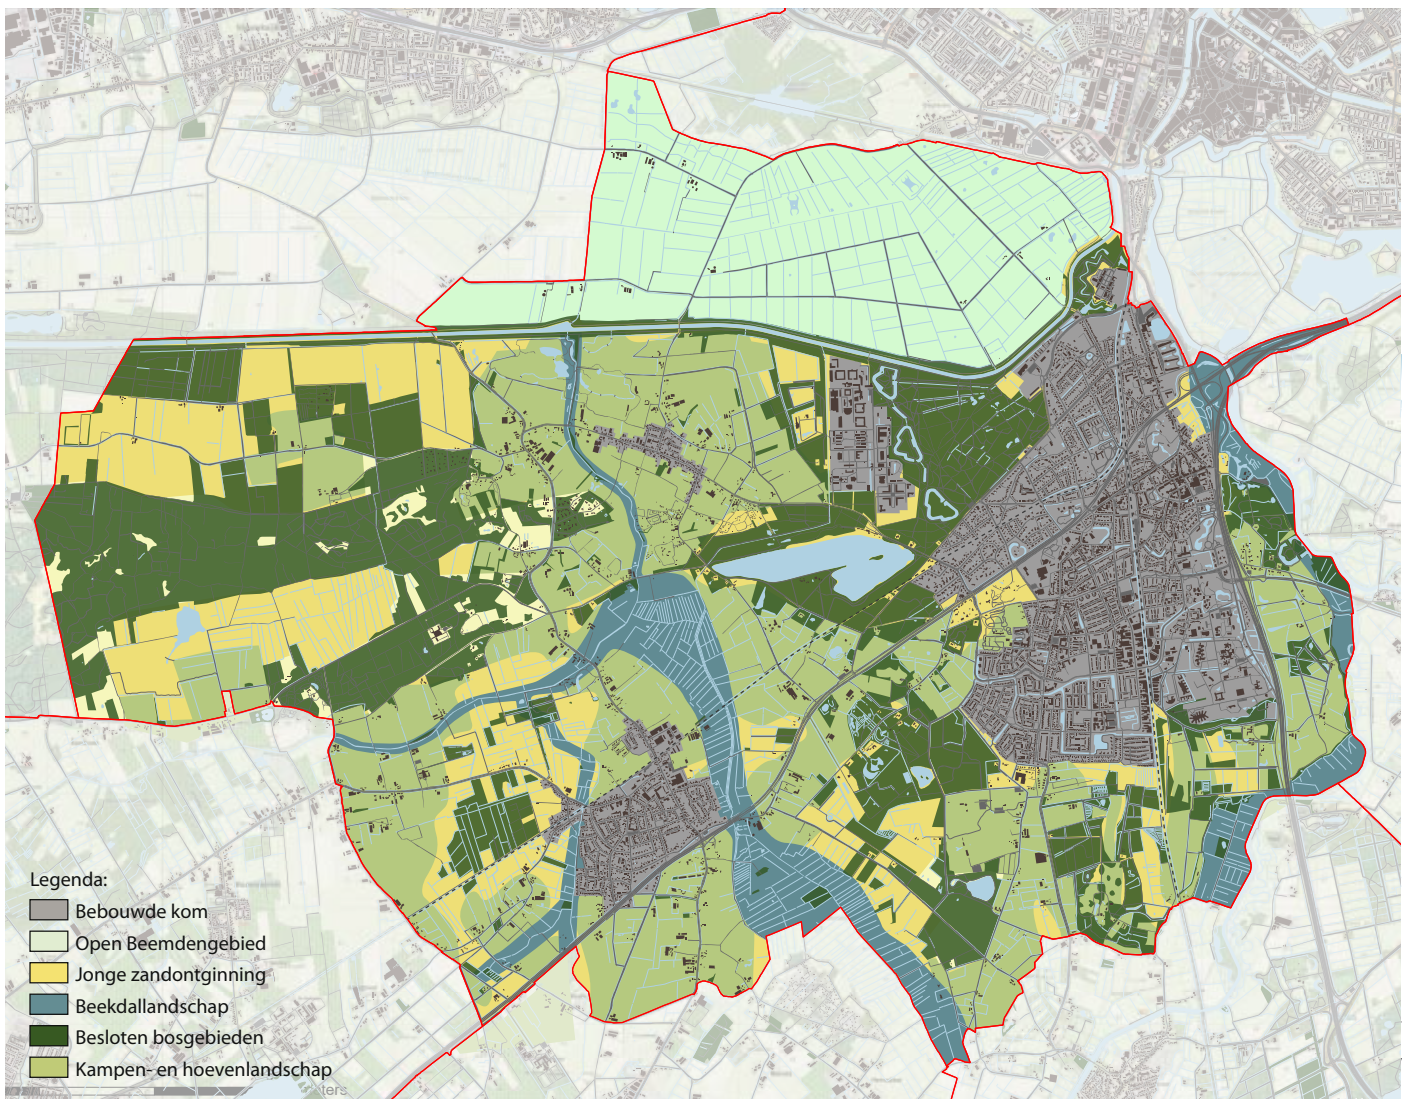 Legenda:
Bebouwde kom
Open Beemdengebied
Jonge zandontginning
Beekdallandschap
Besloten bosgebieden
Kampen- en hoevenlandschap